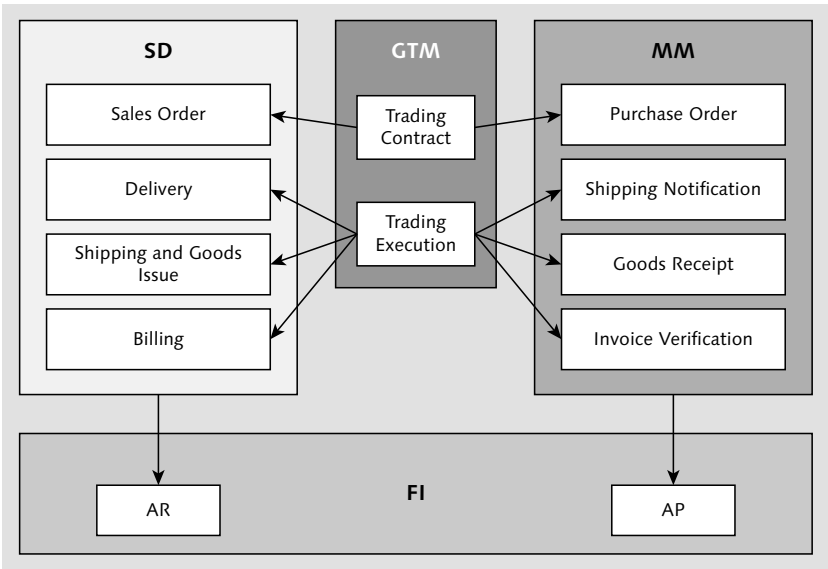 SD
Sales Order
Delivery
Shipping and Goods
Issue
Billing
GTM
Trading
Contract
Trading
Execution
MM
Purchase Order
Shipping Notification
Goods Receipt
Invoice Verification
FI
AR
AP